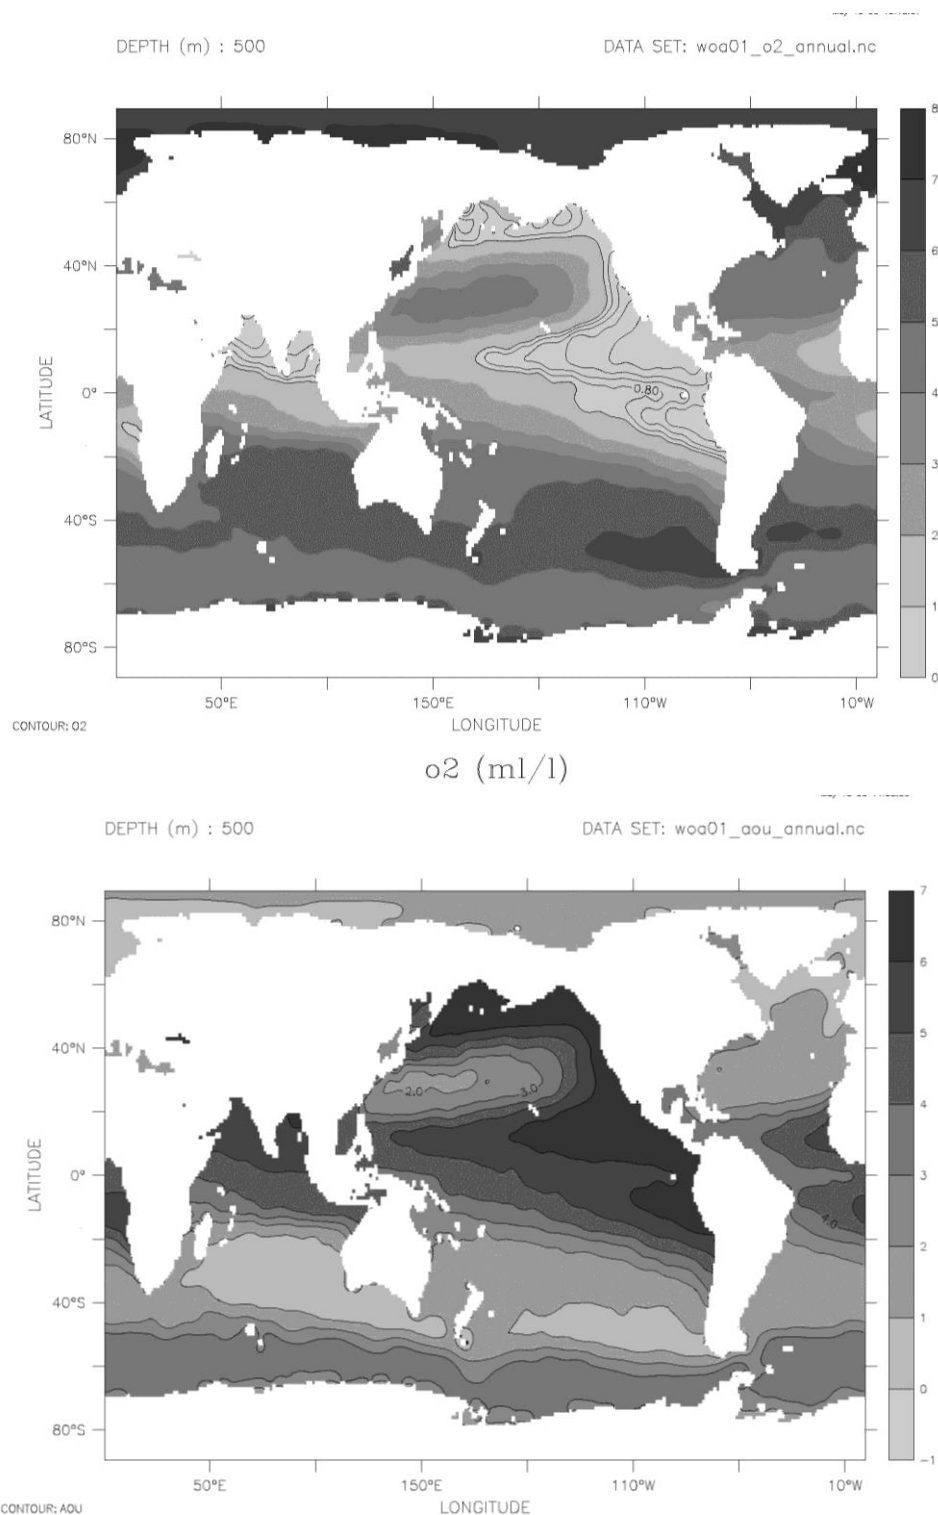 DEPTH (m) : 500
DATA SET: woa01_o2_annual.nc
8
80°N
7
6
40°N
5
LATITUDE
0°
0.80
4
3
40°S
2
1
80°S
0
50°E
150°E
110°W
10°W
LONGITUDE
CONTOUR: O2
o2 (ml/l)
DEPTH (m) : 500
DATA SET: woa01_aou_annual.nc
7
80°N
6
40°N
5
2.0
3.0
4
LATITUDE
0°
3
4.0
2
40°S
1
0
80°S
-1
50°E
150°E
110°W
10°W
LONGITUDE
CONTOUR: AOU